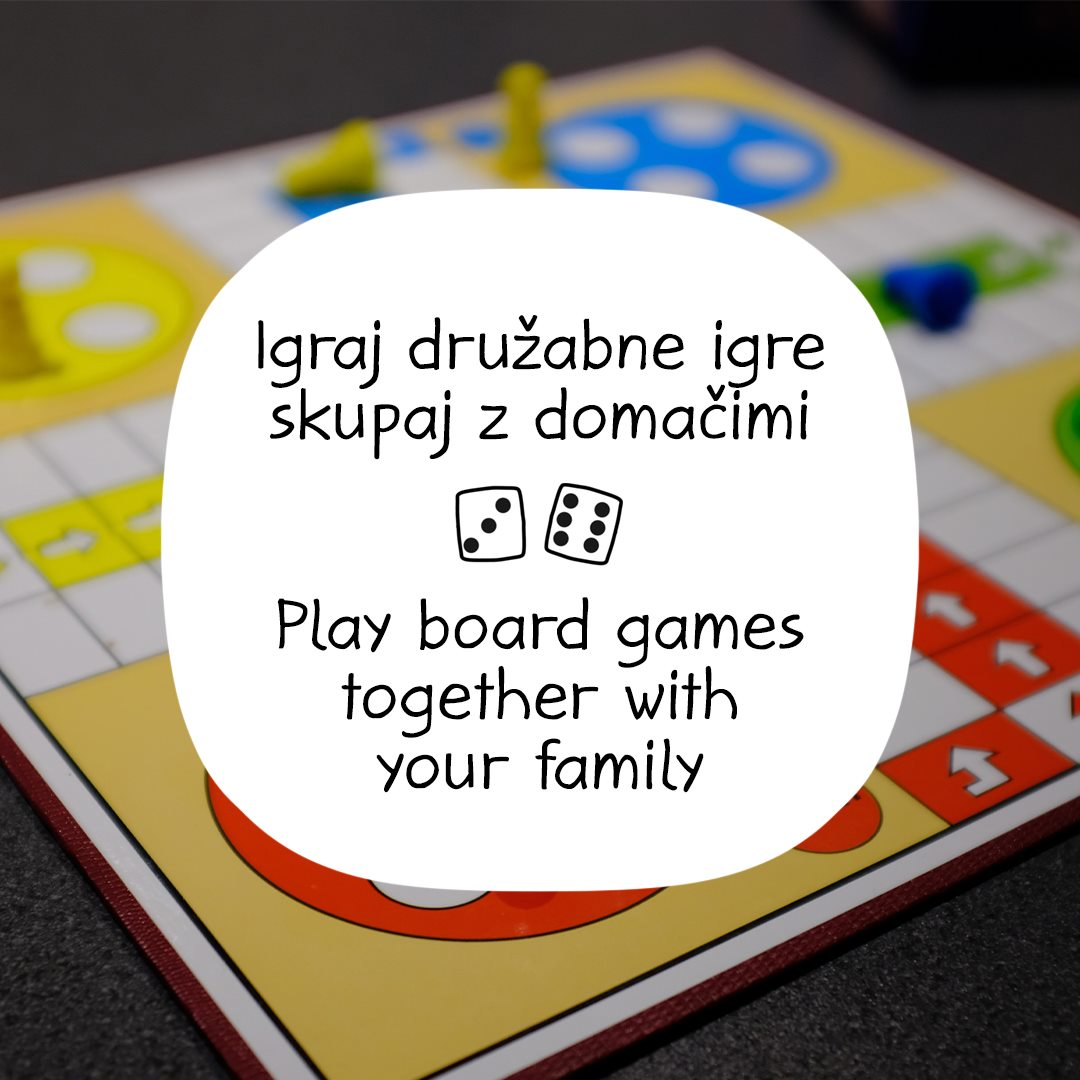 Igraj družabne igre
skupaj z domačimi
Play board games
together with
your family